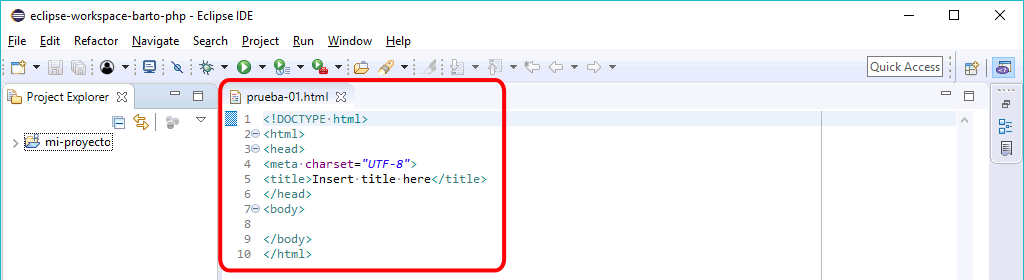 eclipse-workspace-barto-php - Eclipse IDE
File Edit Refactor Navigate Search Project Run Window Help
Quick Access
Project Explorer
mi-proyecto
prueba-01.html
1 <!DOCTYPE·html>
2 <html>
3 <head>
4 <meta·charset="UTF-8">
5 <title>Insert·title·here</title>
6 </head>
7 <body>
8
9 </body>
10 </html>